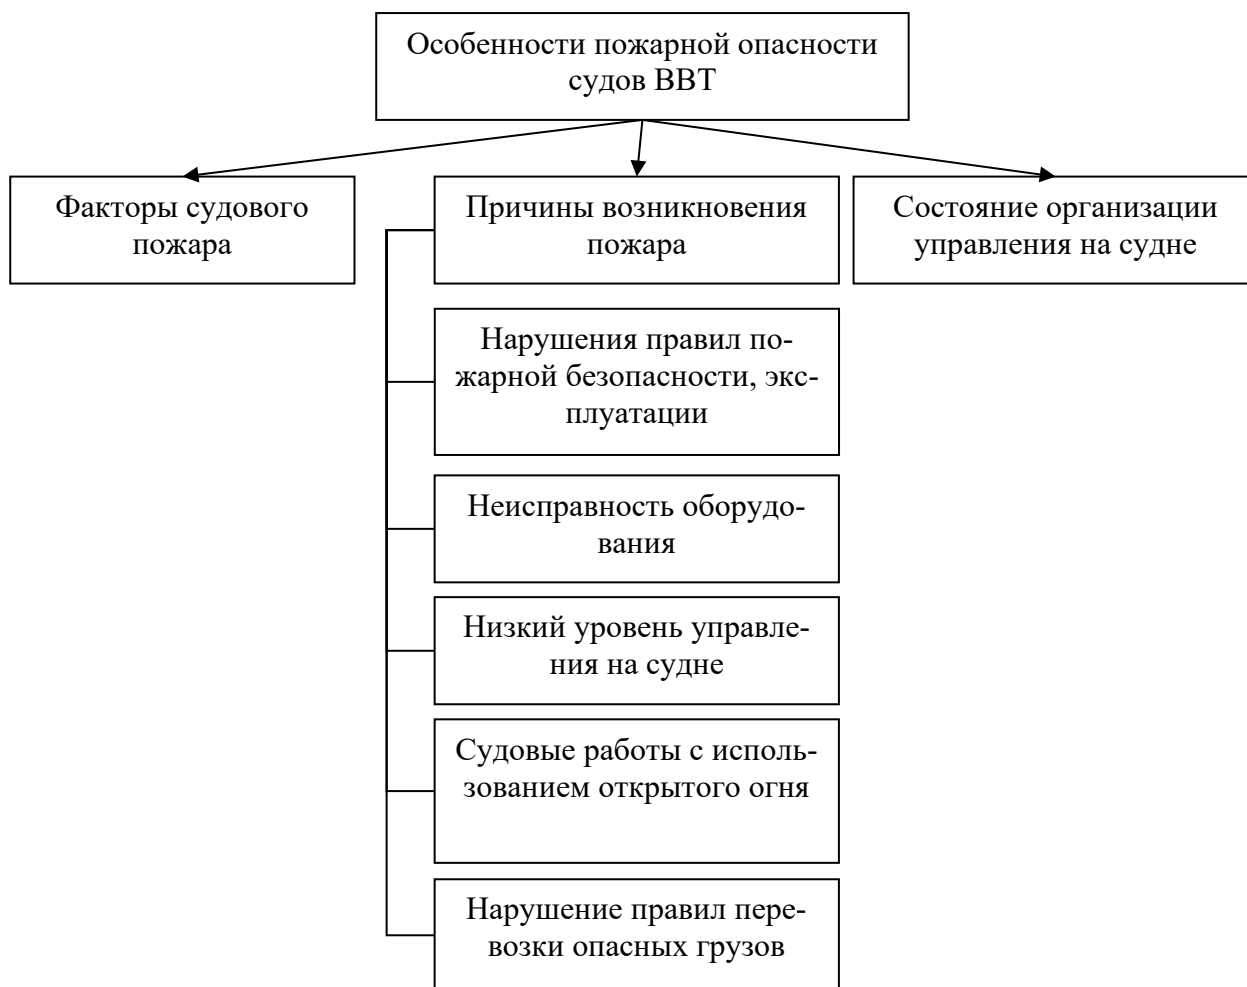 Особенности пожарной опасности
судов ВВТ
Факторы судового
пожара
Причины возникновения
пожара
Состояние организации
управления на судне
Нарушения правил по-
жарной безопасности, экс-
плуатации
Неисправность оборудо-
вания
Низкий уровень управле-
ния на судне
Судовые работы с исполь-
зованием открытого огня
Нарушение правил пере-
возки опасных грузов